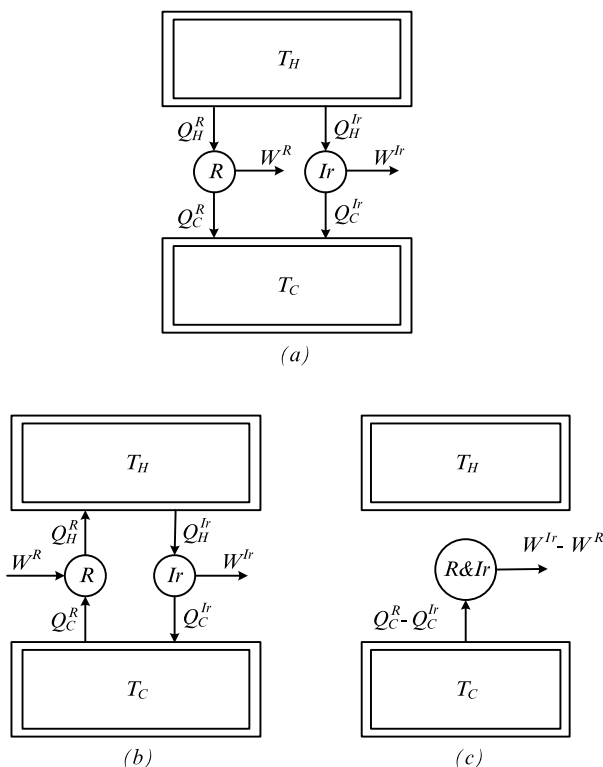 T_H
Q_H^R Q_H^Ir
R W^R Ir W^Ir
Q_C^R Q_C^Ir
T_C
(a)
T_H
Q_H^R Q_H^Ir
W^R R Ir W^Ir
Q_C^R Q_C^Ir
T_C
(b)
T_H
W^Ir - W^R
R&Ir
Q_C^R - Q_C^Ir
T_C
(c)